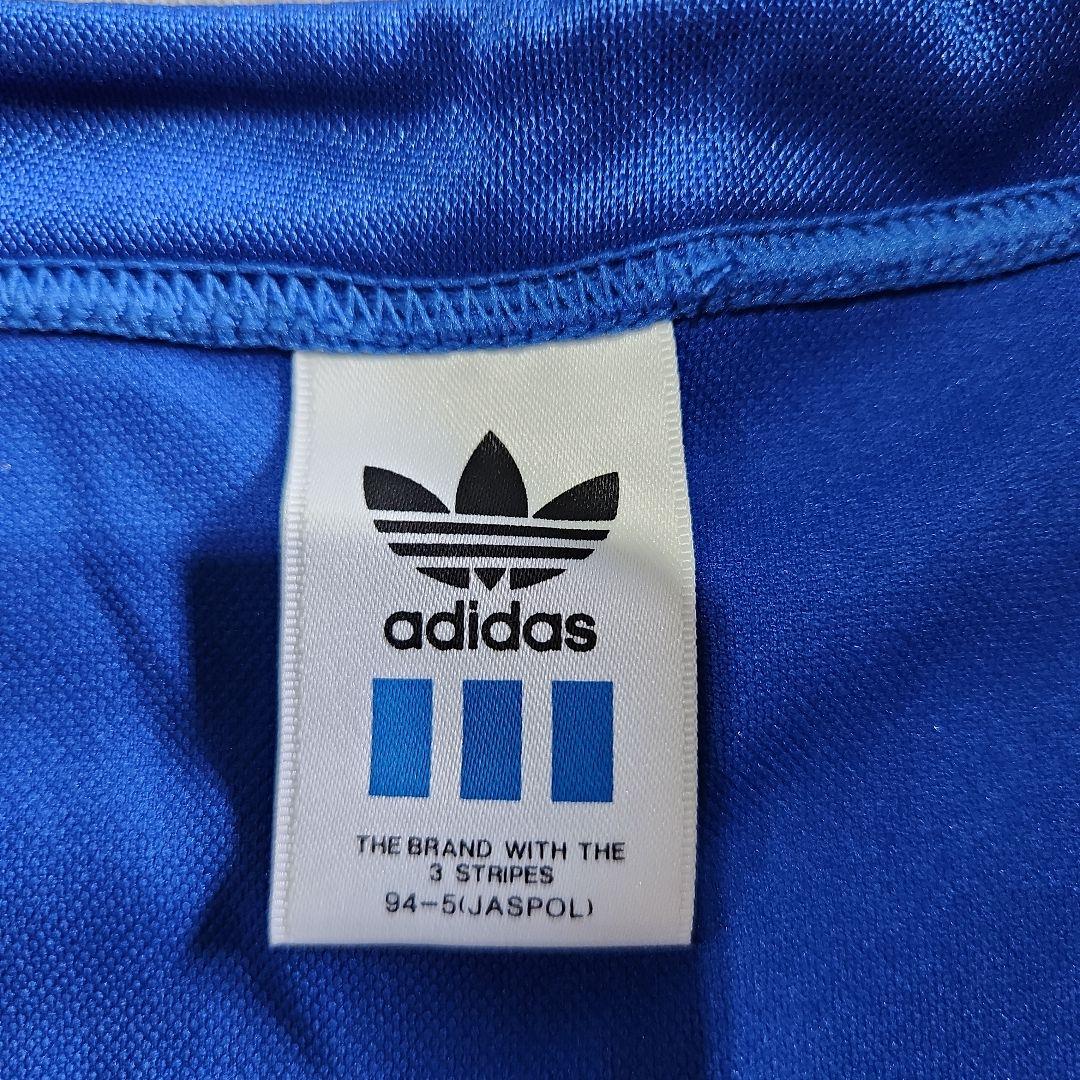 adidas
THE BRAND WITH THE
3 STRIPES
94-5(JASPOL)